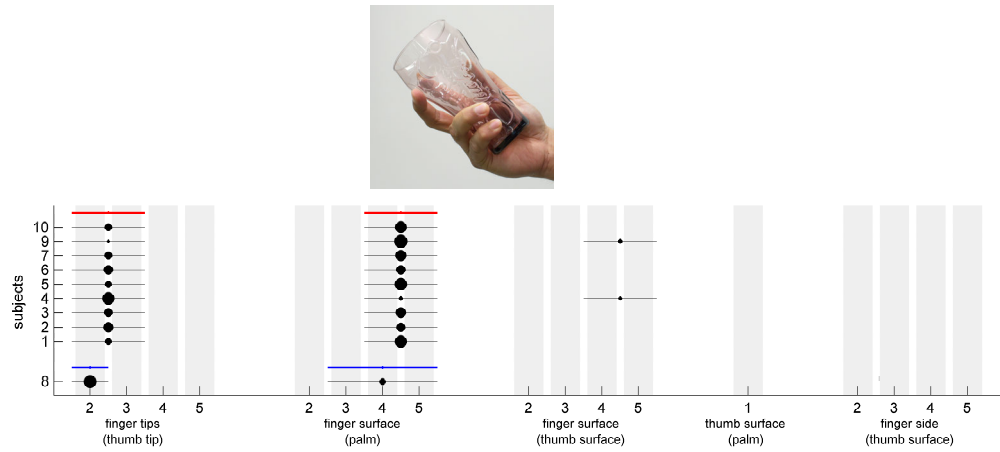 10
9
7
6
5
4
3
2
1
8
subjects
2 3 4 5 2 3 4 5 2 3 4 5 1 2 3 4 5
finger tips finger surface finger surface thumb surface finger side
(thumb tip) (palm) (thumb surface) (palm) (thumb surface)